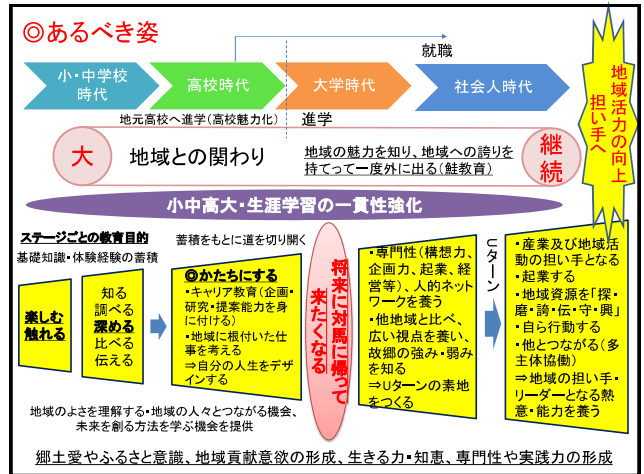 ◎あるべき姿
就職
小・中学校
時代
高校時代
大学時代
社会人時代
地域活力の向上
担い手へ
地元高校へ進学(高校魅力化)
進学
大
地域との関わり
地域の魅力を知り、地域への誇りを
持てって一度外に出る(鮭教育)
継続
小中高大・生涯学習の一貫性強化
ステージごとの教育目的
基礎知識・体験経験の蓄積
楽しむ
触れる
知る
調べる
深める
比べる
伝える
蓄積をもとに道を切り開く
◎かたちにする
・キャリア教育(企画・
研究・提案能力を身
に付ける)
・地域に根付いた仕
事を考える
⇒自分の人生をデザ
インする
将来に対馬に帰って
来たくなる
・専門性(構想力、
企画力、起業、経
営等)、人的ネット
ワークを養う
・他地域と比べ、
広い視点を養い、
故郷の強み・弱み
を知る
⇒Uターンの素地
をつくる
Uターン
・産業及び地域活
動の担い手となる
・起業する
・地域資源を「探・
磨・誇・伝・守・興」
・自ら行動する
・他とつながる(多
主体協働)
⇒地域の担い手・
リーダーとなる熱
意・能力を養う
地域のよさを理解する・地域の人々とつながる機会、
未来を創る方法を学ぶ機会を提供
郷土愛やふるさと意識、地域貢献意欲の形成、生きる力・知恵、専門性や実践力の形成